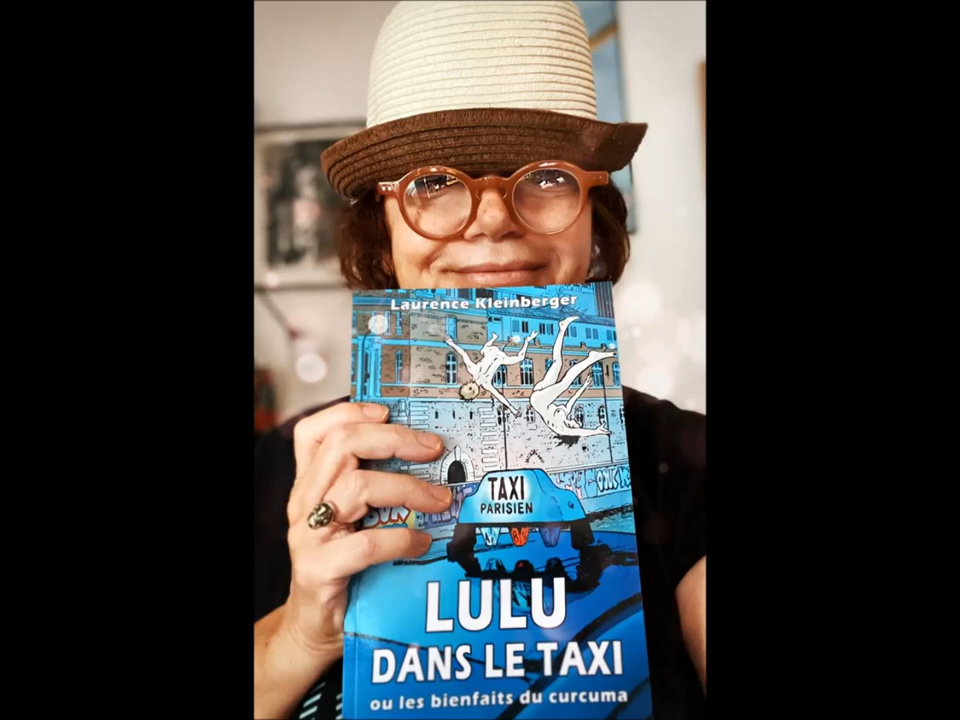 Laurence Kleinberger
TAXI
PARISIEN
LULU
DANS LE TAXI
ou les bienfaits du curcuma